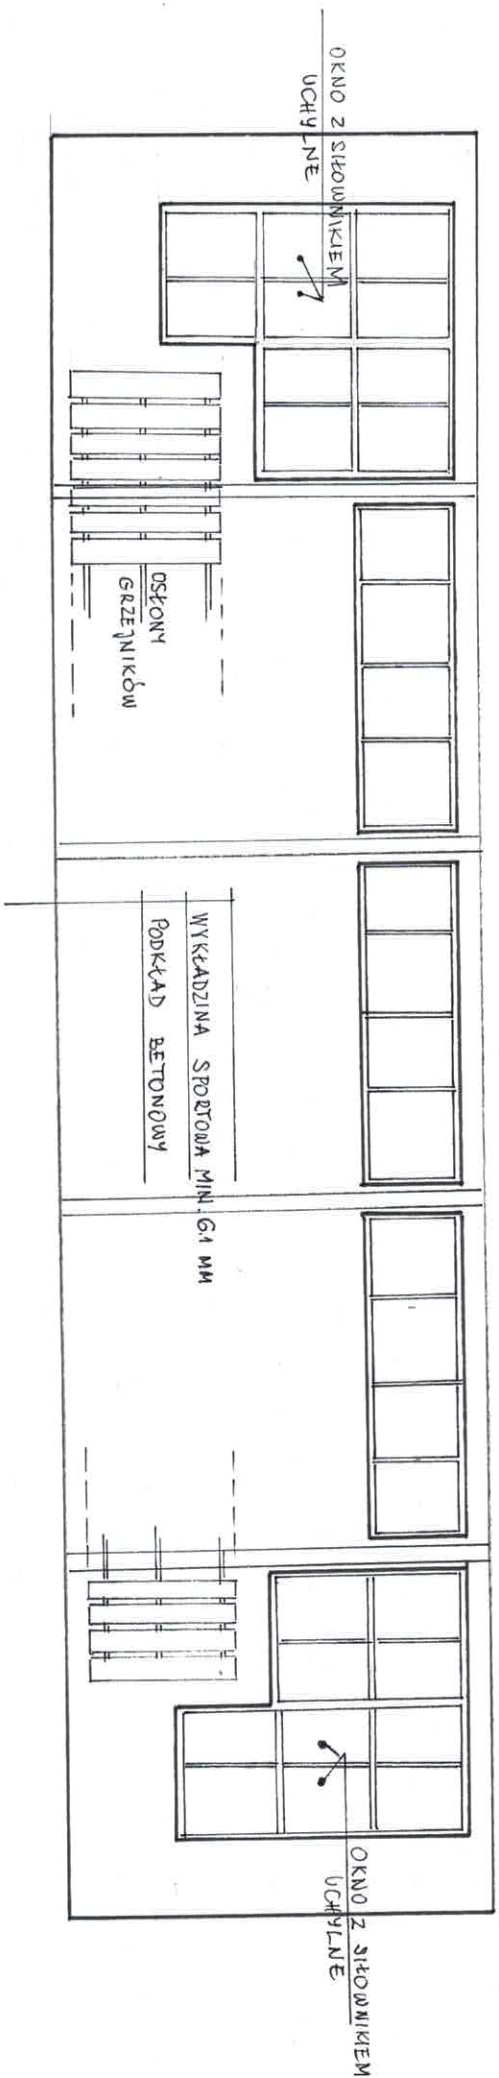 OKNO Z SIŁOWNIKIEM
UCHYLNE
OSŁONY
GRZEJNIKÓW
WYKŁADZINA SPORTOWA MIN. 6.1 MM
PODKŁAD BETONOWY
OKNO Z SIŁOWNIKIEM
UCHYLNE